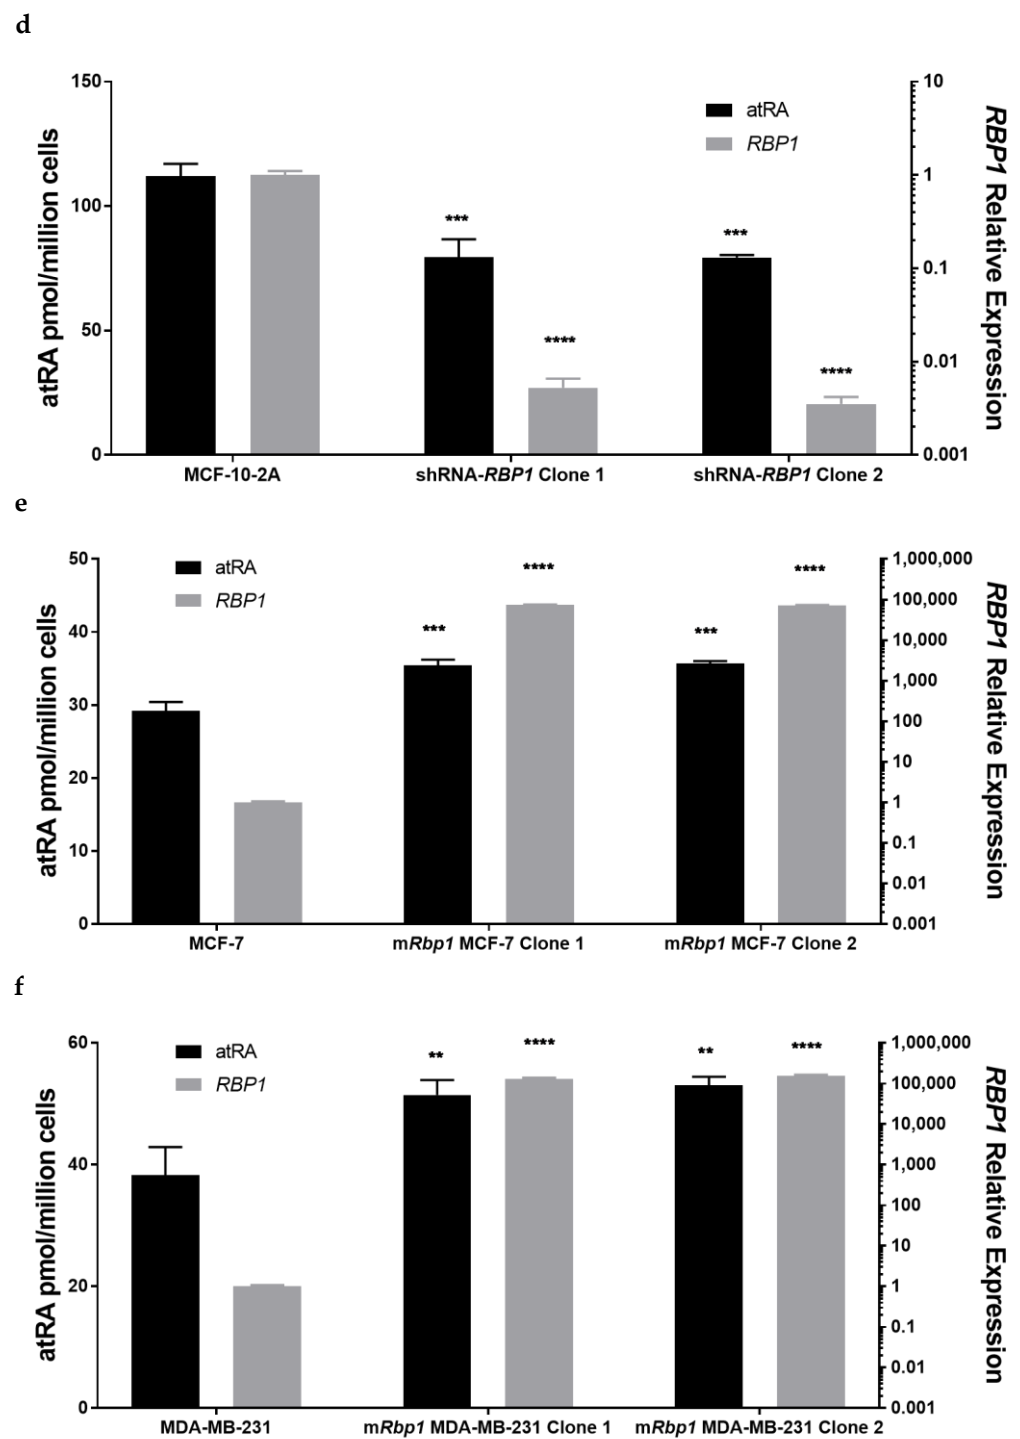 d
150
100
50
0
atRA pmol/million cells
atRA
RBP1
***
****
***
****
10
1
0.1
0.01
0.001
RBP1 Relative Expression
MCF-10-2A
shRNA-RBP1 Clone 1
shRNA-RBP1 Clone 2
e
50
40
30
20
10
0
atRA pmol/million cells
atRA
RBP1
***
****
***
****
1,000,000
100,000
10,000
1,000
100
10
1
0.1
0.01
0.001
RBP1 Relative Expression
MCF-7
mRbp1 MCF-7 Clone 1
mRbp1 MCF-7 Clone 2
f
60
40
20
0
atRA pmol/million cells
atRA
RBP1
**
****
**
****
1,000,000
100,000
10,000
1,000
100
10
1
0.1
0.01
0.001
RBP1 Relative Expression
MDA-MB-231
mRbp1 MDA-MB-231 Clone 1
mRbp1 MDA-MB-231 Clone 2